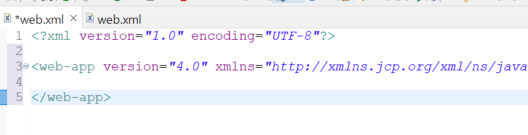 *web.xml
web.xml
1 <?xml version="1.0" encoding="UTF-8"?>
2
3 <web-app version="4.0" xmlns="http://xmlns.jcp.org/xml/ns/java
4
5 </web-app>